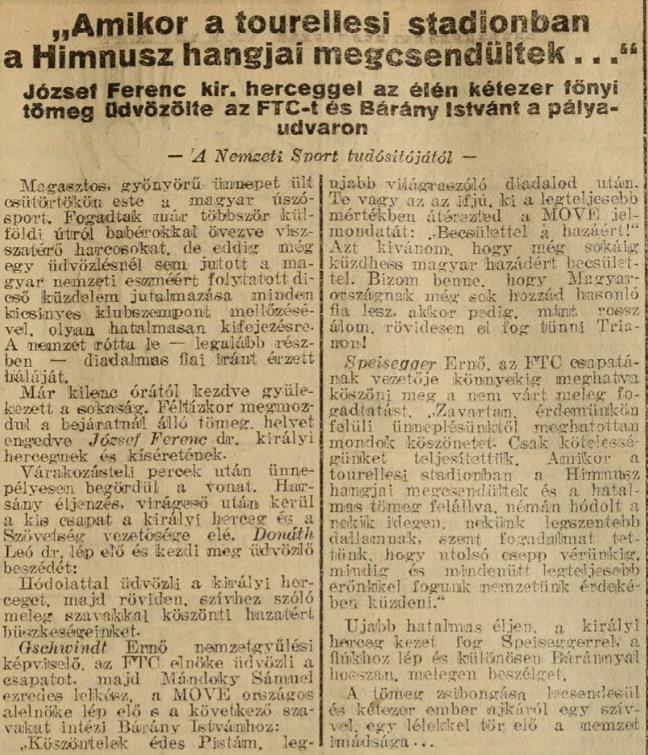 „Amikor a tourellesi stadionban
a Himnusz hangjai megcsendültek . . .“
József Ferenc kir. herceggel az élén kétezer főnyi
tömeg üdvözölte az FTC-t és Bárány Istvánt a pálya-
udvaron
— A Nemzeti Sport tudósítójától —
Magasztos, gyönyörű ünnepet ült
csütörtökön este a magyar úszó-
sport. Fogadtak már többször kül-
földi útról babérokkal övezve visz-
szatérő harcosokat, de eddig még
egy üdvözlésnél sem jutott a ma-
gyar nemzeti eszméért folytatott di-
cső küzdelem jutalmazása minden
kicsinyes klubszempont mellőzésé-
vel, olyan hatalmasan kifejezésre.
A nemzet rótta le — legalább rész-
ben — diadalmas fiai iránt érzett
háláját.
Már kilenc órától kezdve gyüle-
kezett a sokaság. Féltízkor megmoz-
dul a bejáratnál álló tömeg, helyet
engedve József Ferenc dr. királyi
hercegnek és kíséretének.
Várakozásteli percek után ünne-
pélyesen begördül a vonat. Har-
sány éljenzés, virágeső után kerül
a kis csapat a királyi herceg és a
Szövetség vezetősége elé. Donáth
Leó dr. lép elő és kezdi meg üdvözlő
beszédét:
Hódolattal üdvözli a királyi her-
ceget, majd röviden, szívhez szóló
meleg szavakkal köszönti hazatért
büszkeségeinket.
Gschwindt Ernő nemzetgyűlési
képviselő, az FTC elnöke üdvözli a
csapatot, majd Mándoky Sámuel
ezredes lelkész, a MOVE országos
alelnöke lép elő s a következő sza-
vakat intézi Bárány Istvánhoz:
„Köszöntelek édes Pistám, leg-
újabb világraszóló diadalod után.
Te vagy az az ifjú, ki a legteljesebb
mértékben átérezted a MOVE jel-
mondatát: „Becsülettel a hazáért!“
Azt kívánom, hogy még sokáig
küzdhess magyar hazádért becsület-
tel. Bízom benne, hogy Magyar-
országnak még sok hozzád hasonló
fia lesz, akkor pedig, mint rossz
álom, rövidesen el fog tünni Tria-
non!
Speisegger Ernő, az FTC csapatá-
nak vezetője könnyekig meghatva
köszöni meg a nem várt meleg fo-
gadtatást. „Zavartan, érdemünkön
felüli ünneplésünktől meghatottan
mondok köszönetet. Csak kötelessé-
günket teljesítettük. Amikor a
tourellesi stadionban a Himnusz
hangjai megcsendültek és a hatal-
mas tömeg felállva, némán hódolt a
nekik idegen, nekünk legszentebb
dallamnak, szent fogadalmat tet-
tünk, hogy utolsó csepp vérünkig,
mindig és mindenütt legteljesebb
erőnkkel fogunk nemzetünk érdeké-
ben küzdeni.“
Ujabb hatalmas éljen, a királyi
herceg kezet fog Speiseggerrel, a
fiúkhoz lép és különösen Báránnyal
hosszan, melegen beszélget.
A tömeg zsibongása lecsendesül
és kétezer ember ajkáról egy szív-
vel, egy lélekkel tör elő a nemzet
imádsága . . .